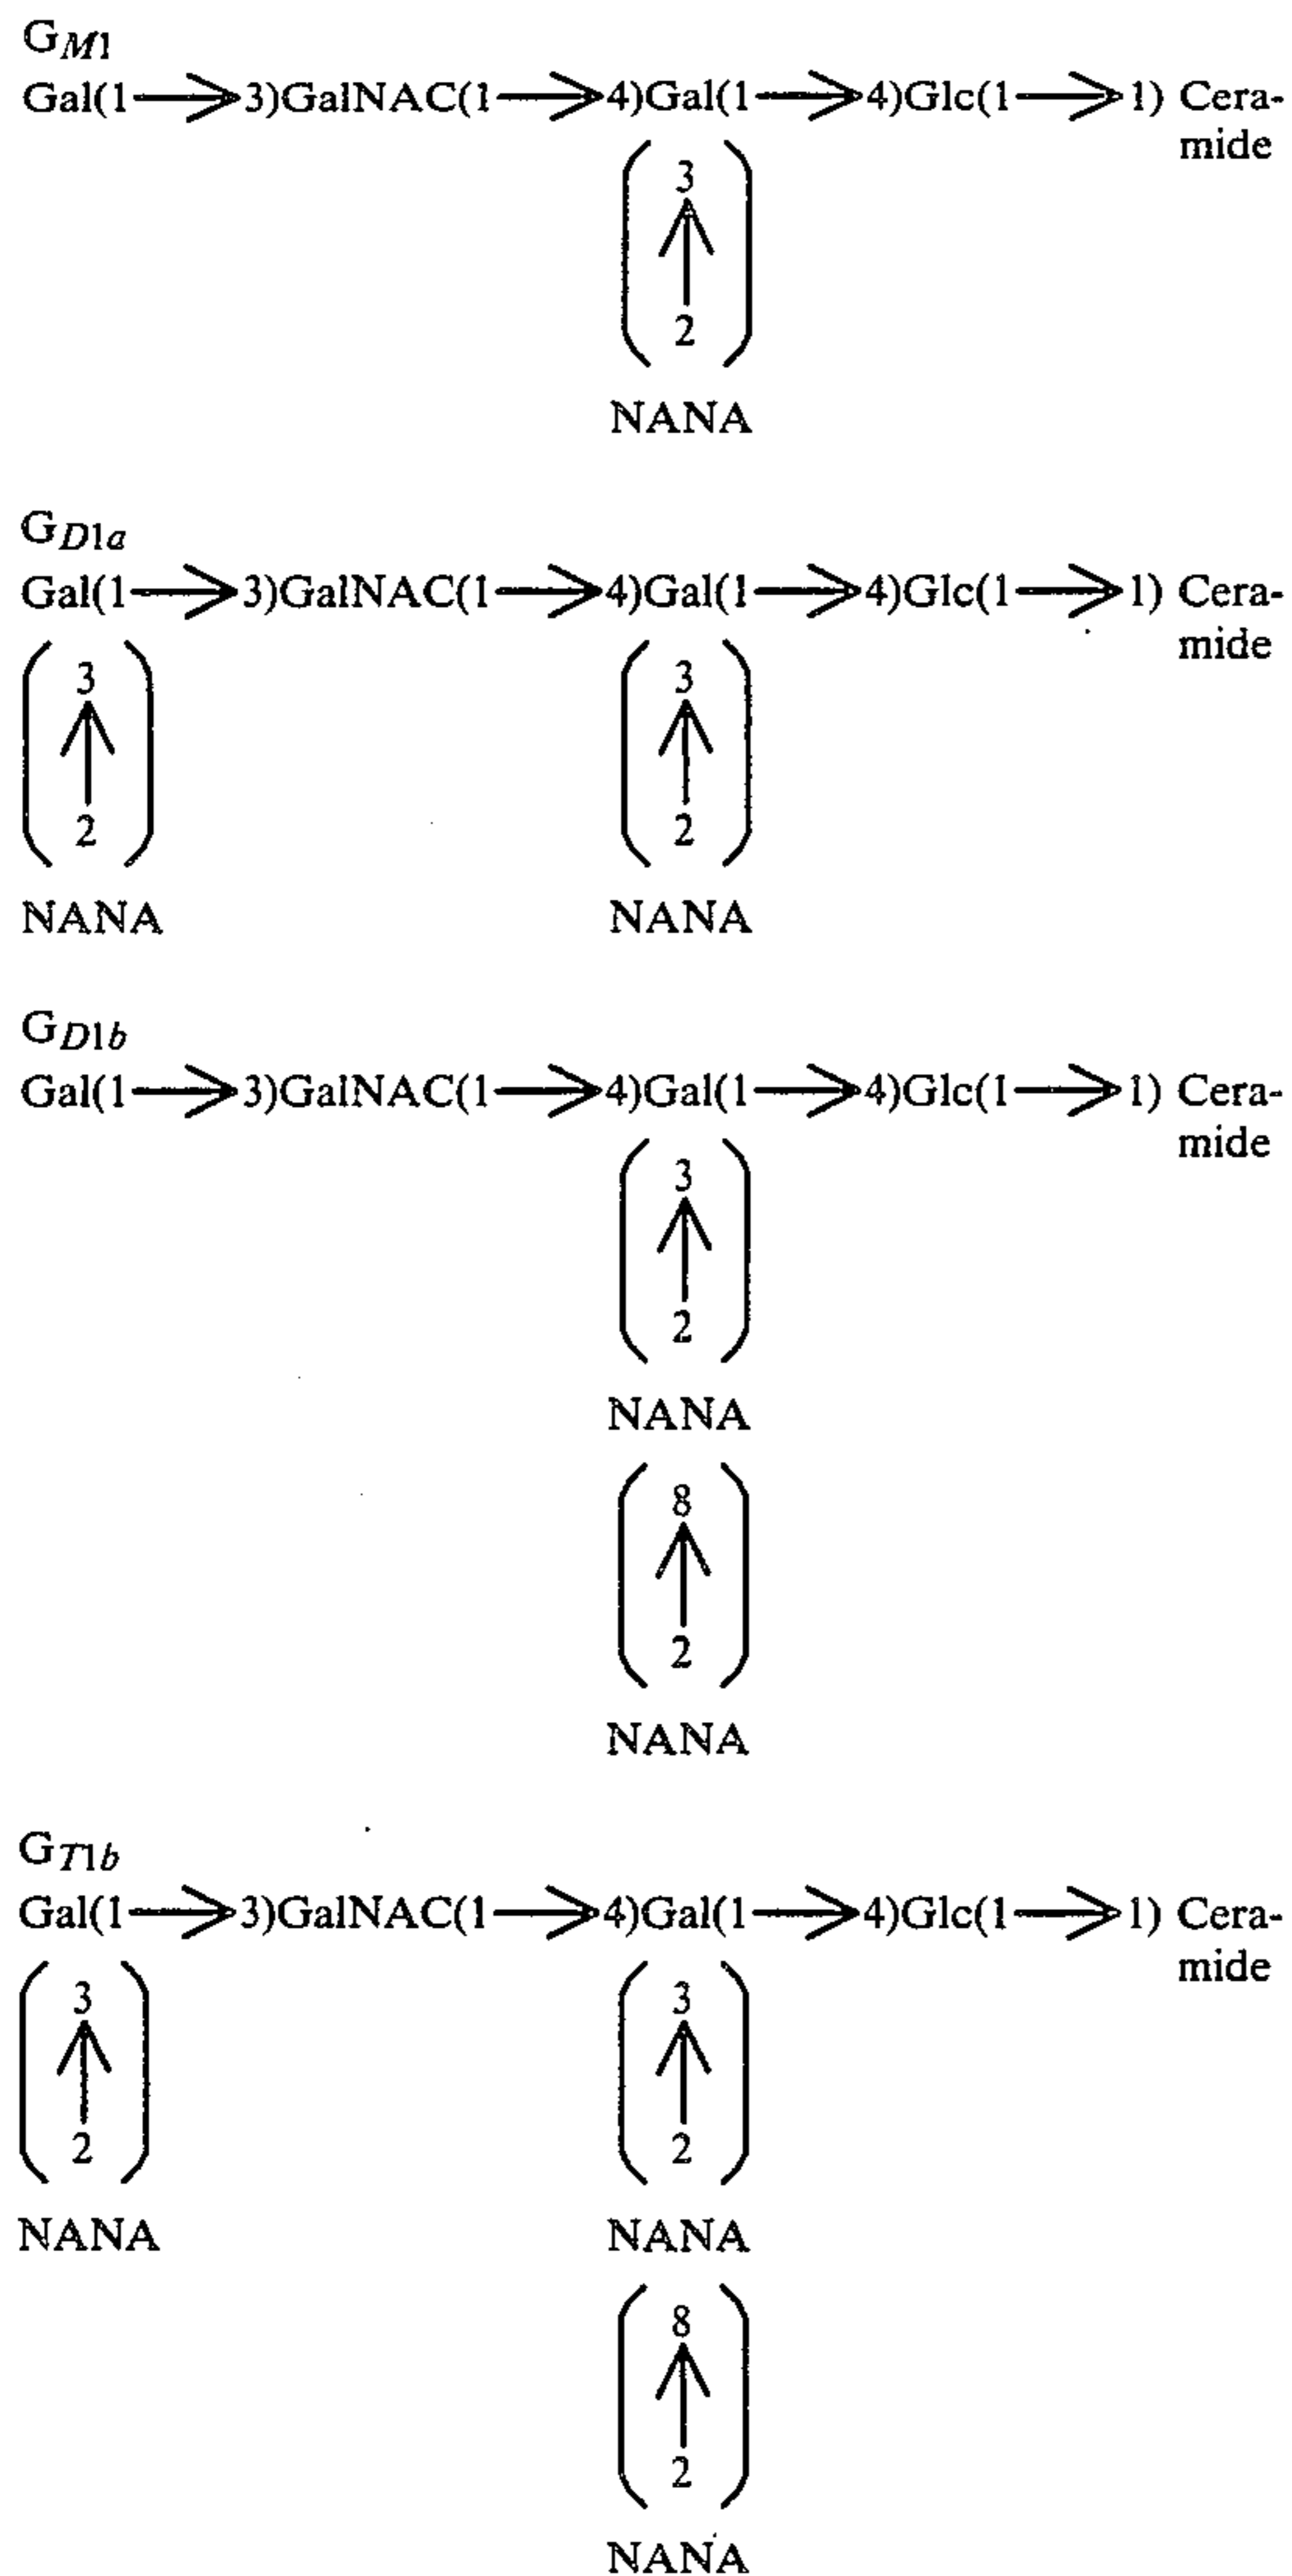 GM1
Gal(1→3)GalNAC(1→4)Gal(1→4)Glc(1→1) Cera-
mide
3
↑
2
NANA
GD1a
Gal(1→3)GalNAC(1→4)Gal(1→4)Glc(1→1) Cera-
mide
3 3
↑ ↑
2 2
NANA NANA
GD1b
Gal(1→3)GalNAC(1→4)Gal(1→4)Glc(1→1) Cera-
mide
3
↑
2
NANA
8
↑
2
NANA
GT1b
Gal(1→3)GalNAC(1→4)Gal(1→4)Glc(1→1) Cera-
mide
3 3
↑ ↑
2 2
NANA NANA
8
↑
2
NANA